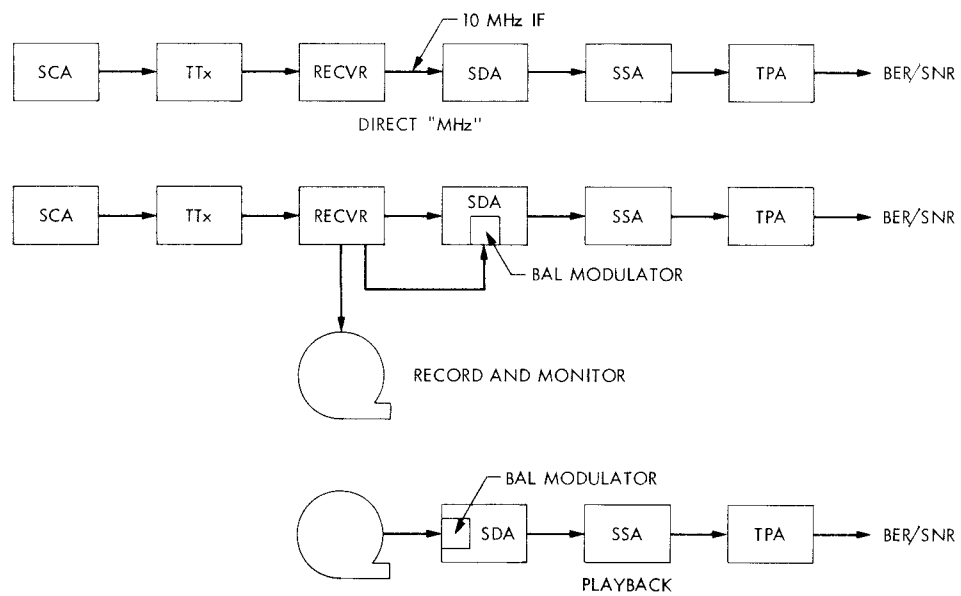 10 MHz IF
SCA TTx RECVR SDA SSA TPA BER/SNR
DIRECT "MHz"
SCA TTx RECVR SDA SSA TPA BER/SNR
BAL MODULATOR
RECORD AND MONITOR
BAL MODULATOR
SDA SSA TPA BER/SNR
PLAYBACK